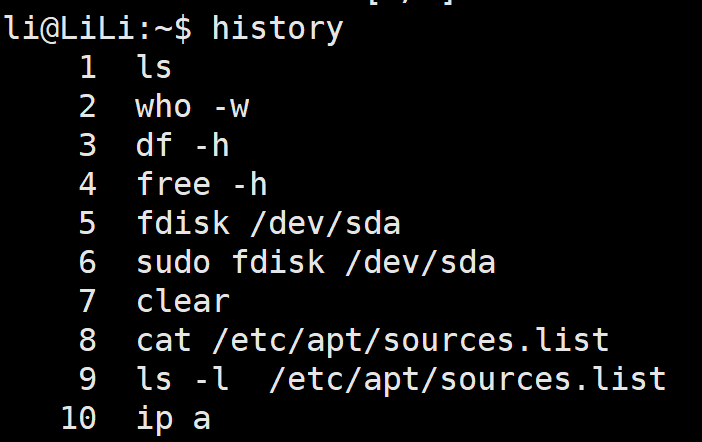 li@LiLi:~$ history
1 ls
2 who -w
3 df -h
4 free -h
5 fdisk /dev/sda
6 sudo fdisk /dev/sda
7 clear
8 cat /etc/apt/sources.list
9 ls -l  /etc/apt/sources.list
10 ip a